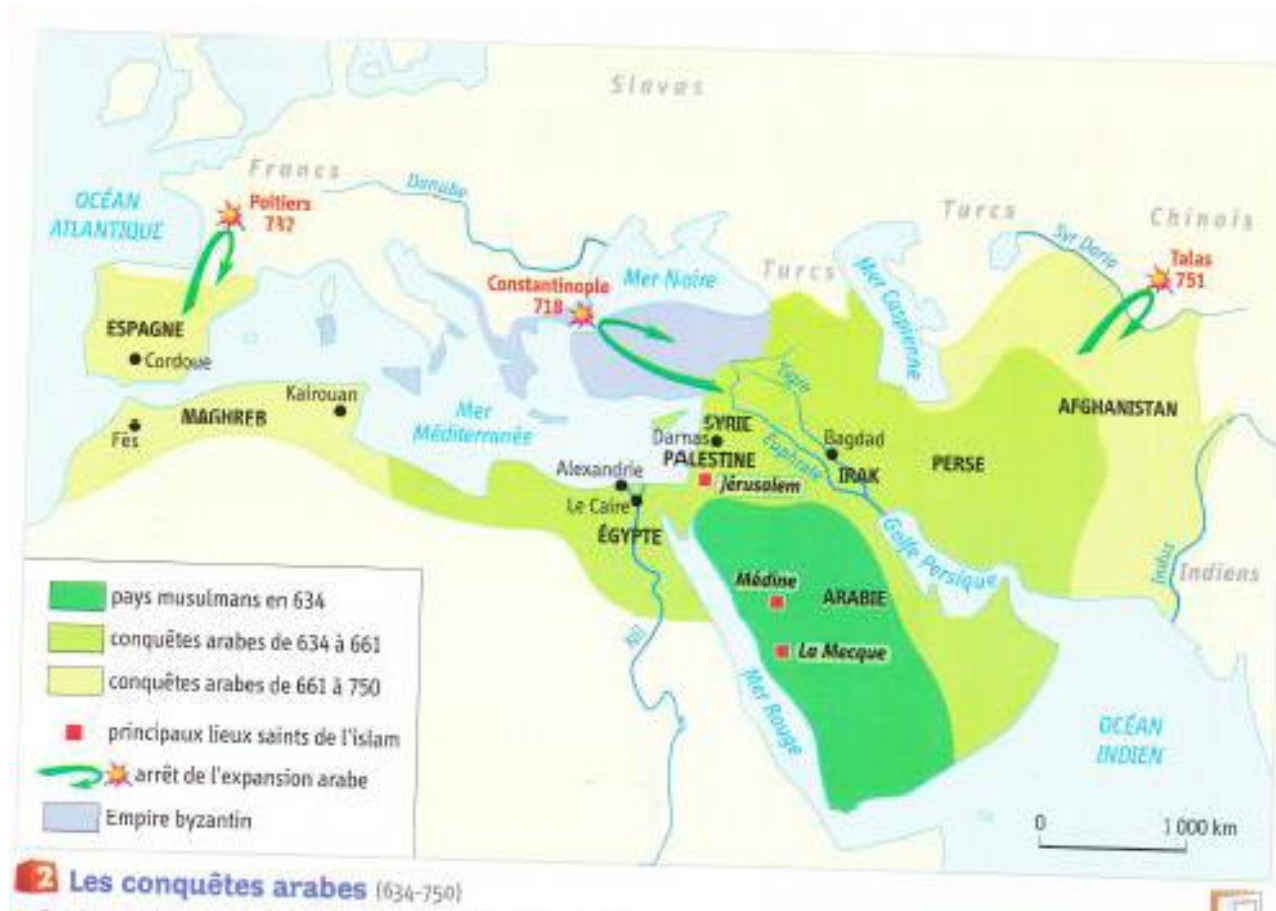 Slaves
Francs
Danube
OCÉAN
ATLANTIQUE
Poitiers
732
Turcs
Chinois
Syr Daria
Talas
751
Constantinople
718
Mer Noire
Turcs
Mer Caspienne
ESPAGNE
Cordoue
Kairouan
MAGHREB
Fès
Mer
Méditerranée
Tigre
AFGHANISTAN
SYRIE
Damas
Euphrate
Bagdad
PALESTINE
IRAK
PERSE
Alexandrie
Jérusalem
Le Caire
ÉGYPTE
Golfe Persique
Indus
Indiens
Médine
ARABIE
La Mecque
Nil
Mer Rouge
OCÉAN
INDIEN
0 1 000 km
pays musulmans en 634
conquêtes arabes de 634 à 661
conquêtes arabes de 661 à 750
principaux lieux saints de l'islam
arrêt de l'expansion arabe
Empire byzantin
2 Les conquêtes arabes (634-750)